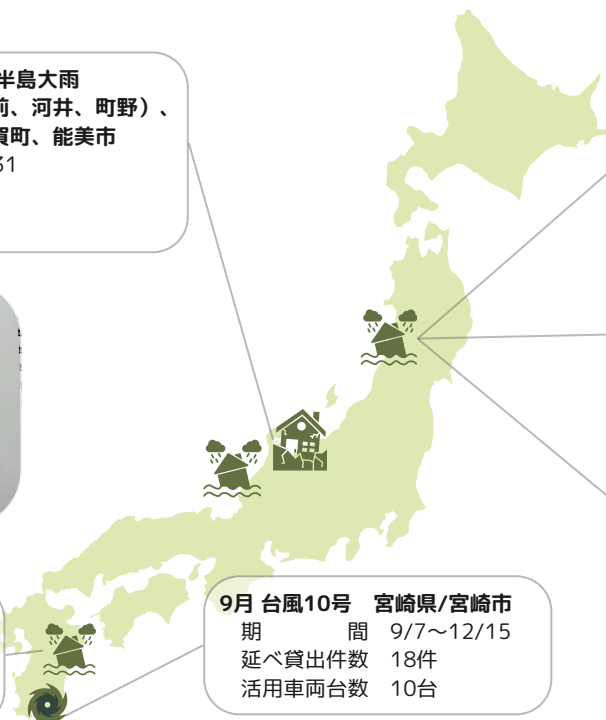 半島大雨
前、河井、町野）、
賀町、能美市
31
9月 台風10号　宮崎県/宮崎市
期　　　　間　9/7～12/15
延べ貸出件数　18件
活用車両台数　10台